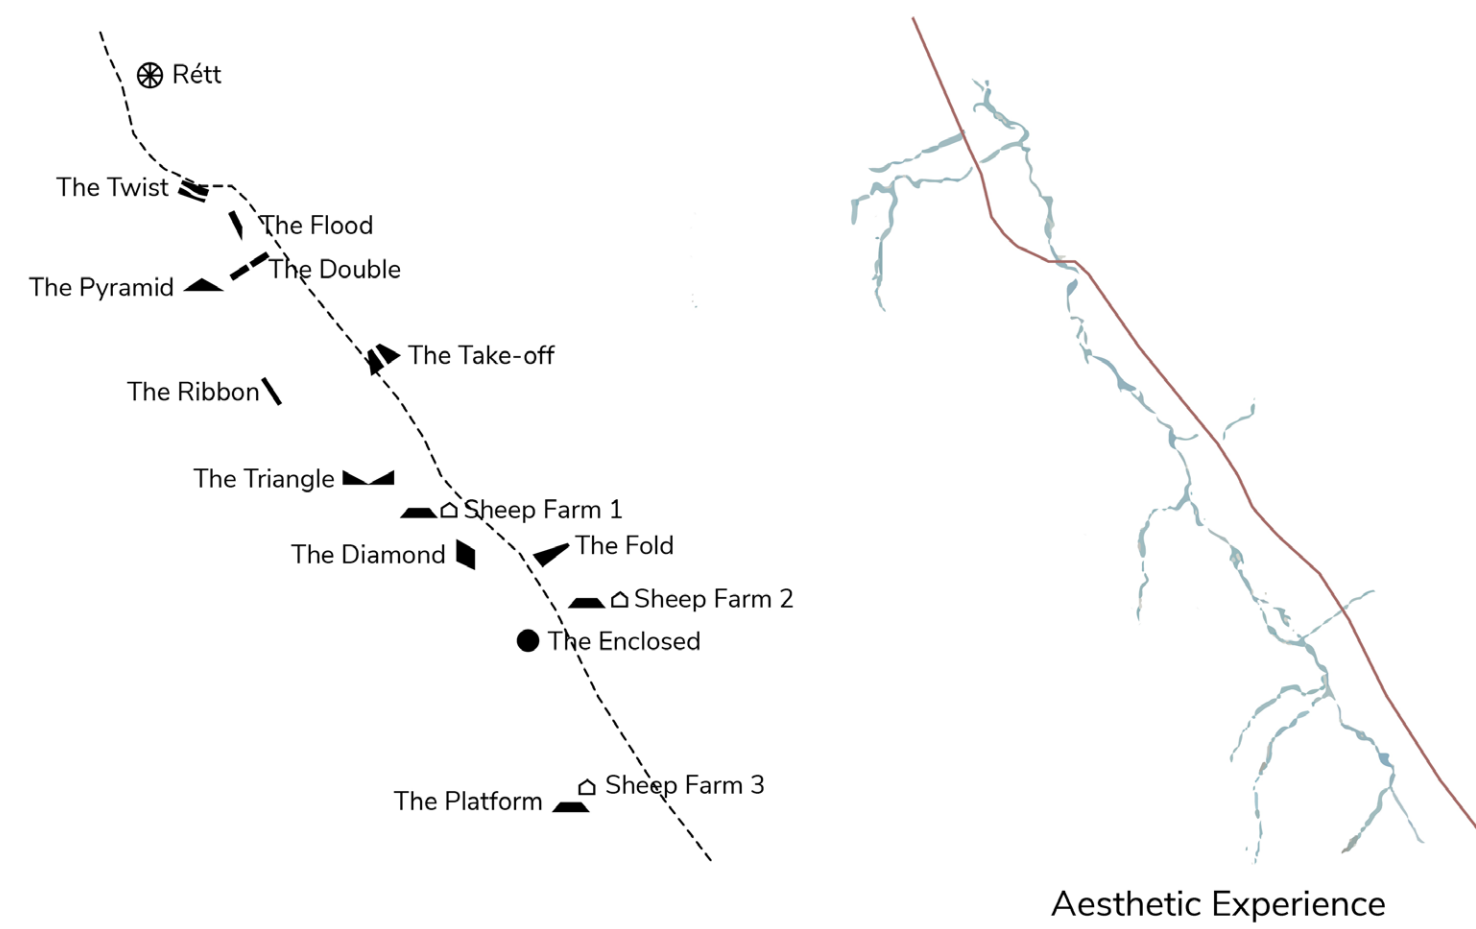 Rétt
The Twist
The Flood
The Double
The Pyramid
The Take-off
The Ribbon
The Triangle
Sheep Farm 1
The Fold
The Diamond
Sheep Farm 2
The Enclosed
Sheep Farm 3
The Platform
Aesthetic Experience